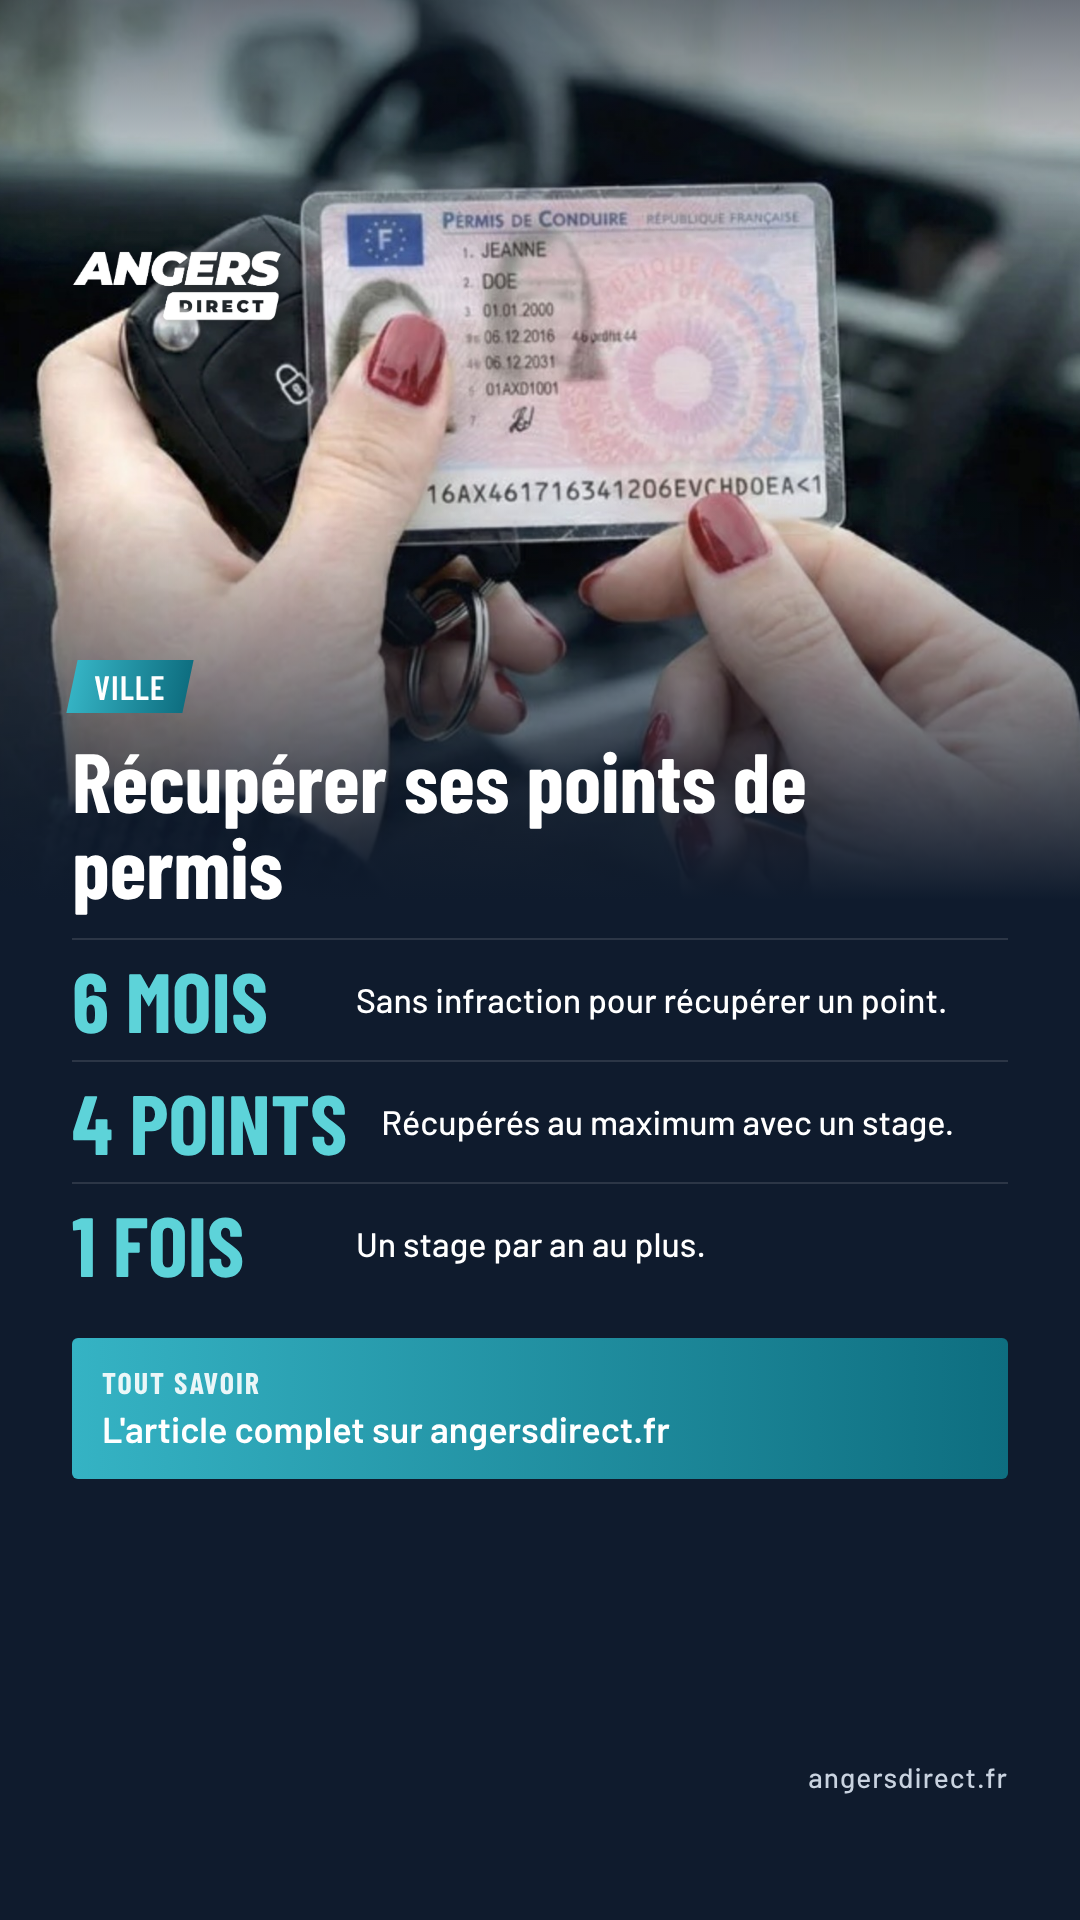 PERMIS DE CONDUIRE RÉPUBLIQUE FRANÇAISE
F
1. JEANNE
2. DOE
3. 01.01.2000
06.12.2016
06.12.2031
01AXD1001
7
16AX461716341206EVCHDOEA<1
ANGERS
DIRECT
VILLE
Récupérer ses points de
permis
6 MOIS Sans infraction pour récupérer un point.
4 POINTS Récupérés au maximum avec un stage.
1 FOIS Un stage par an au plus.
TOUT SAVOIR
L'article complet sur angersdirect.fr
angersdirect.fr